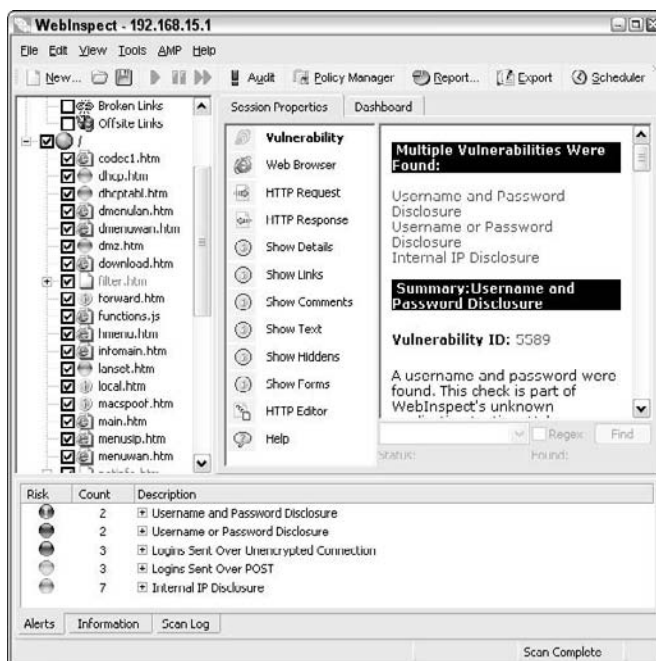 WebInspect - 192.168.15.1
File Edit View Tools AMP Help
New... Audit Policy Manager Report... Export Scheduler
Broken Links
Offsite Links
/
codec1.htm
dhcp.htm
dhcptabl.htm
dmenulan.htm
dmenuwan.htm
dmz.htm
download.htm
filter.htm
forward.htm
functions.js
hmenu.htm
infomain.htm
lanset.htm
local.htm
macspoof.htm
main.htm
menusip.htm
menuwan.htm
Session Properties Dashboard
Vulnerability
Web Browser
HTTP Request
HTTP Response
Show Details
Show Links
Show Comments
Show Text
Show Hiddens
Show Forms
HTTP Editor
Help
Multiple Vulnerabilities Were
Found:
Username and Password
Disclosure
Username or Password
Disclosure
Internal IP Disclosure
Summary:Username and
Password Disclosure
Vulnerability ID: 5589
A username and password were
found. This check is part of
WebInspect's unknown
Regex Find
Status: Found:
Risk Count Description
2 Username and Password Disclosure
2 Username or Password Disclosure
3 Logins Sent Over Unencrypted Connection
3 Logins Sent Over POST
7 Internal IP Disclosure
Alerts Information Scan Log
Scan Complete